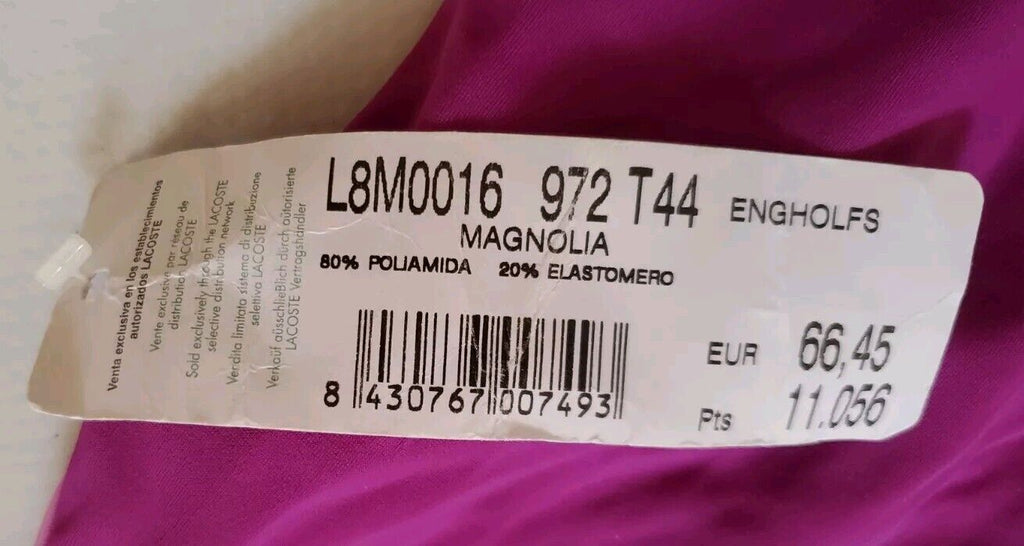 Venta exclusiva en los establecimientos
autorizados LACOSTE
Vente exclusive par réseau de
distribution LACOSTE
Sold exclusively through the LACOSTE
selective distribution network
Verdita limitata sistema di distribuzione
selettiva LACOSTE
Verkauf ausschließlich durch autorisierte
LACOSTE Vertragshändler
L8M0016 972 T44 ENGHOLFS
MAGNOLIA
80% POLIAMIDA 20% ELASTOMERO
8 430767 007493
EUR 66,45
Pts 11.056